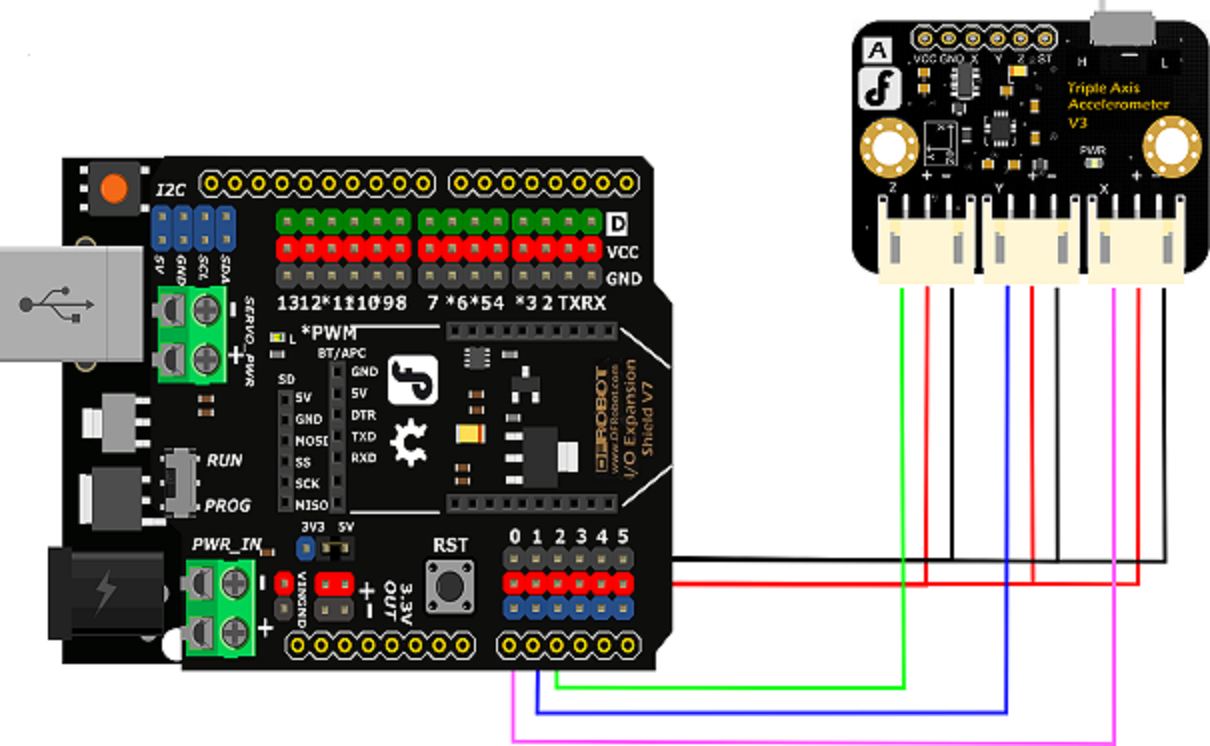 A
VCC GND X Y Z ST
H L
Triple Axis
Accelerometer
V3
PWR
+ - + - + -
Z Y X
I2C
D
VCC
GND
5V GND SCL SDA
1312*11*1098 7 *6*54 *3 2 TXRX
SERVO_PWR
- +
L *PWM
BT/APC
GND
5V
DTR
TXD
RXD
SD
5V
GND
MOSI
SS
SCK
MISO
DFROBOT
www.DFRobot.com
I/O Expansion
Shield V7
RUN
PROG
3V3 5V
PWR_IN
- +
VIN
GND
+ -
3.3V
OUT
RST
0 1 2 3 4 5